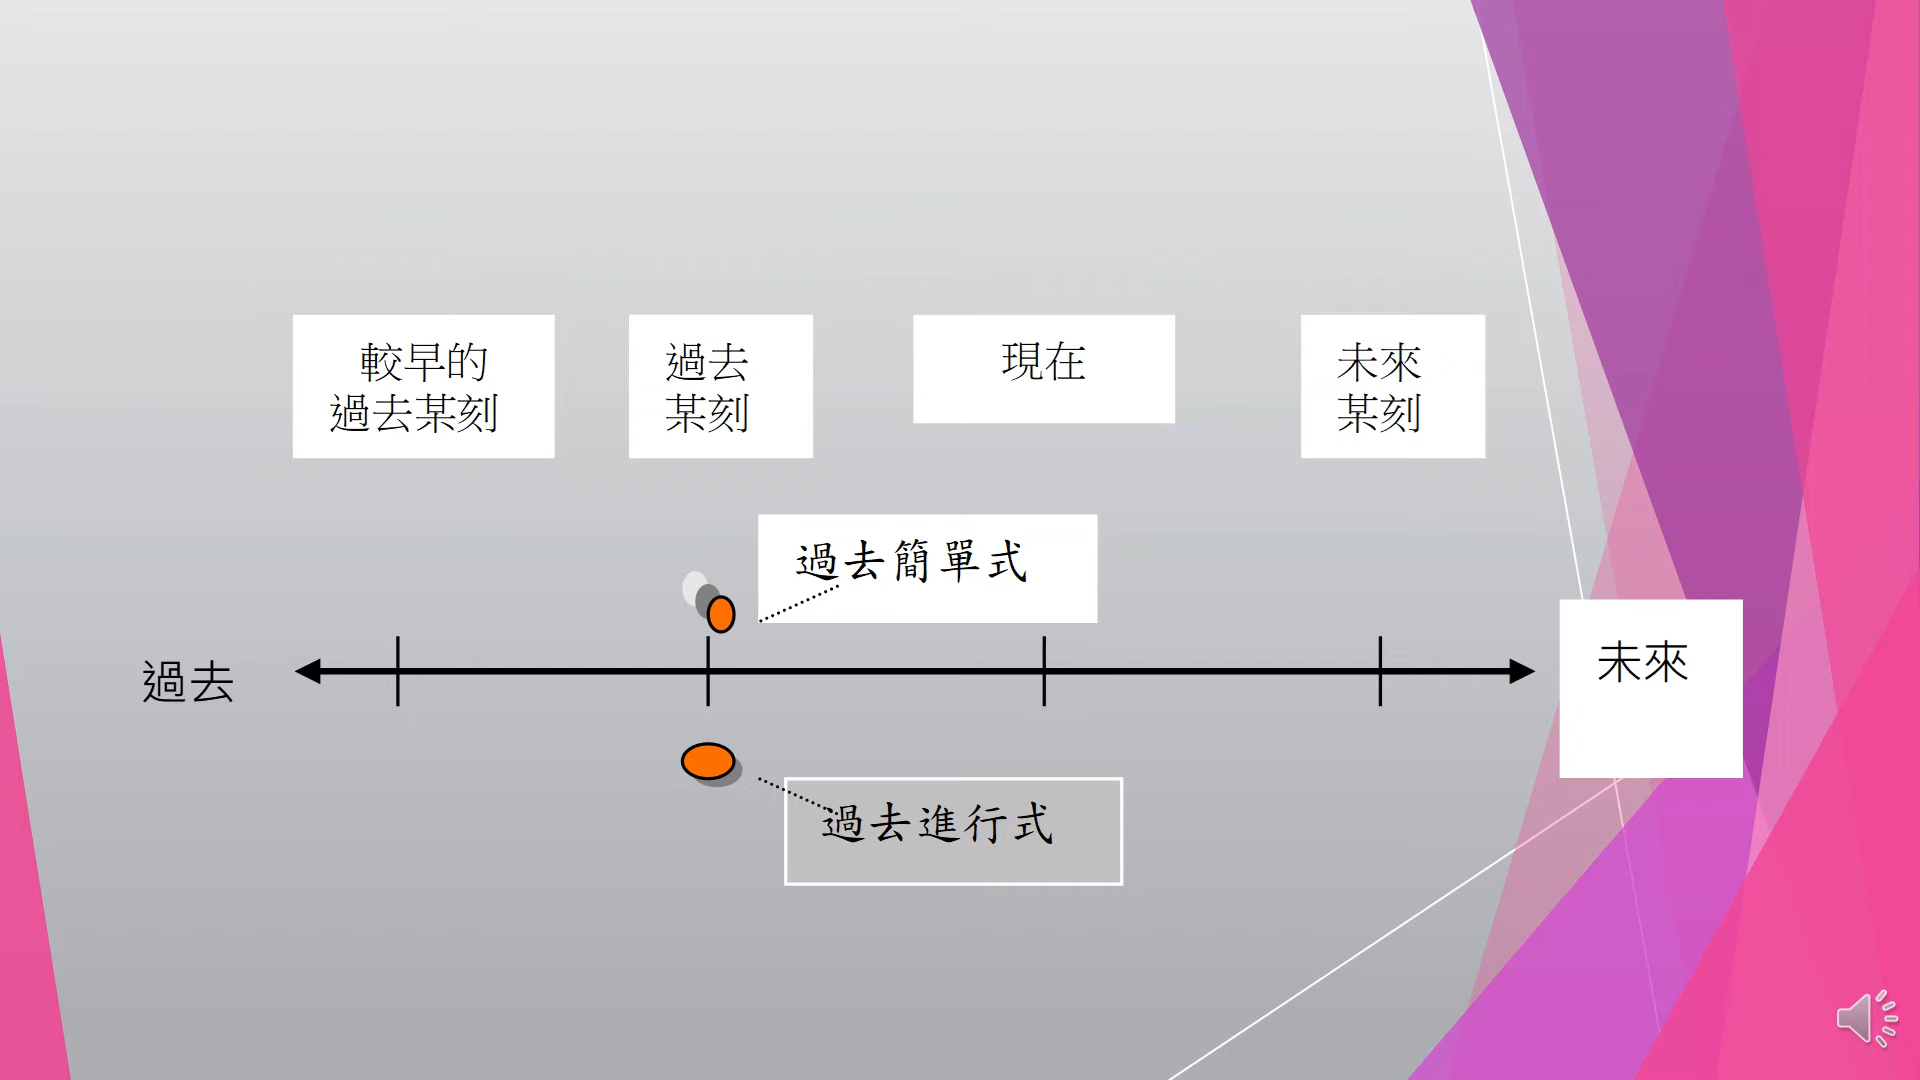 較早的
過去某刻
過去
某刻
現在
未來
某刻
過去簡單式
過去
未來
過去進行式